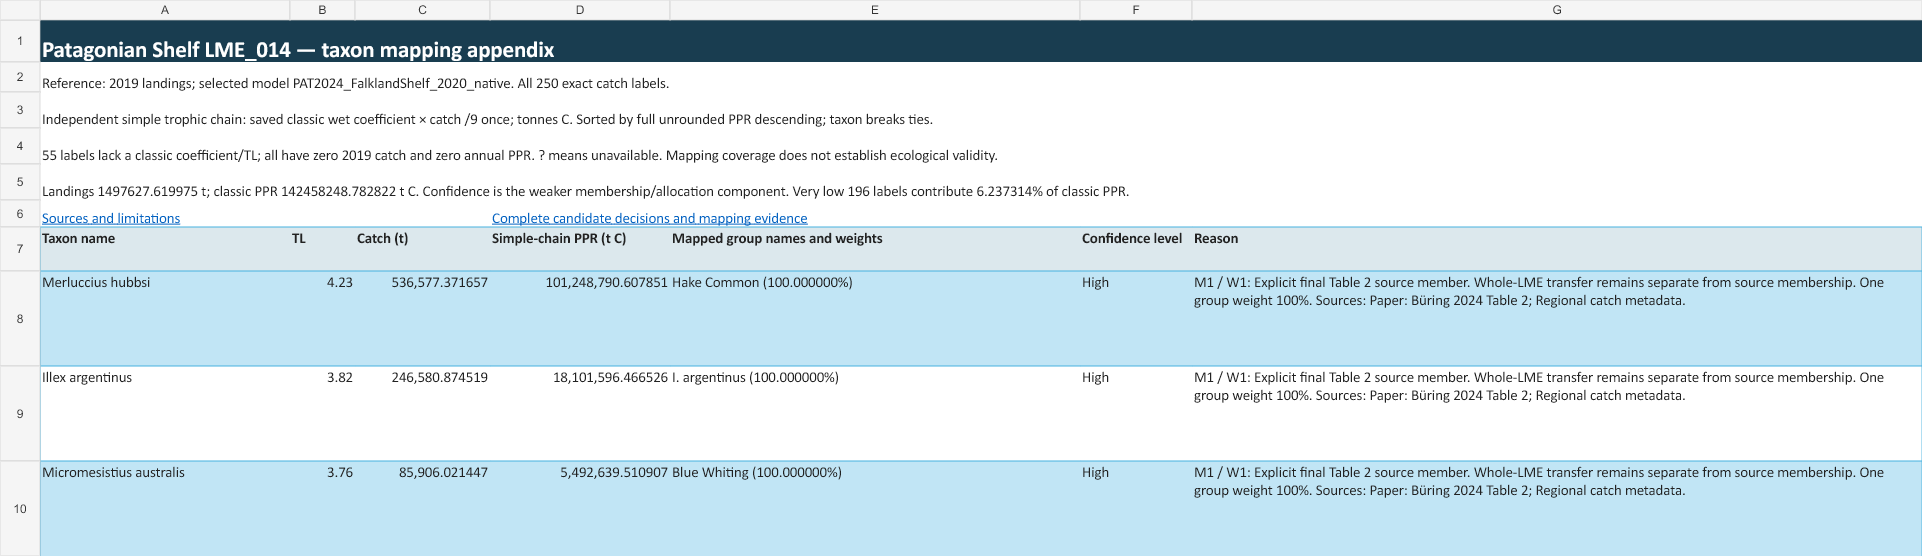 A B C D E F G
1 Patagonian Shelf LME_014 — taxon mapping appendix
2 Reference: 2019 landings; selected model PAT2024_FalklandShelf_2020_native. All 250 exact catch labels.
3 Independent simple trophic chain: saved classic wet coefficient × catch /9 once; tonnes C. Sorted by full unrounded PPR descending; taxon breaks ties.
4 55 labels lack a classic coefficient/TL; all have zero 2019 catch and zero annual PPR. ? means unavailable. Mapping coverage does not establish ecological validity.
5 Landings 1497627.619975 t; classic PPR 142458248.782822 t C. Confidence is the weaker membership/allocation component. Very low 196 labels contribute 6.237314% of classic PPR.
6 Sources and limitations Complete candidate decisions and mapping evidence
7 Taxon name TL Catch (t) Simple-chain PPR (t C) Mapped group names and weights Confidence level Reason
8 Merluccius hubbsi 4.23 536,577.371657 101,248,790.607851 Hake Common (100.000000%) High M1 / W1: Explicit final Table 2 source member. Whole-LME transfer remains separate from source membership. One
group weight 100%. Sources: Paper: Büring 2024 Table 2; Regional catch metadata.
9 Illex argentinus 3.82 246,580.874519 18,101,596.466526 I. argentinus (100.000000%) High M1 / W1: Explicit final Table 2 source member. Whole-LME transfer remains separate from source membership. One
group weight 100%. Sources: Paper: Büring 2024 Table 2; Regional catch metadata.
10 Micromesistius australis 3.76 85,906.021447 5,492,639.510907 Blue Whiting (100.000000%) High M1 / W1: Explicit final Table 2 source member. Whole-LME transfer remains separate from source membership. One
group weight 100%. Sources: Paper: Büring 2024 Table 2; Regional catch metadata.